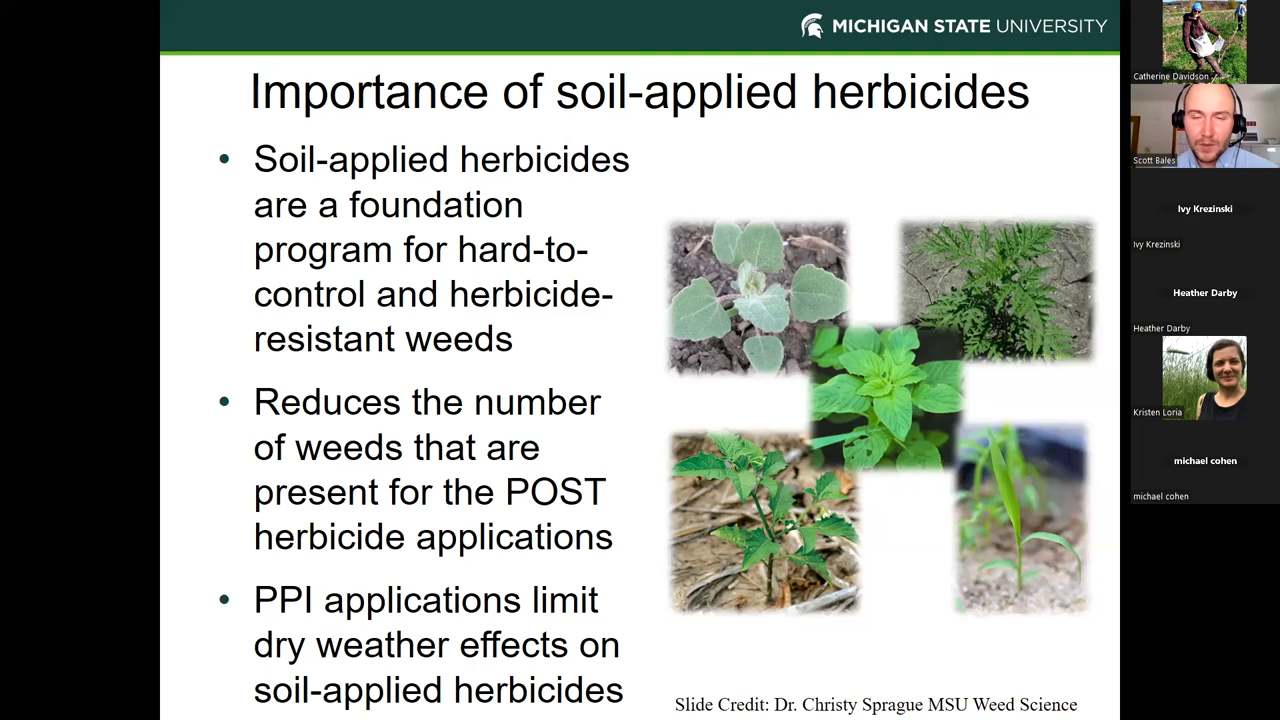 MICHIGAN STATE UNIVERSITY
Importance of soil-applied herbicides
• Soil-applied herbicides
are a foundation
program for hard-to-
control and herbicide-
resistant weeds
• Reduces the number
of weeds that are
present for the POST
herbicide applications
• PPI applications limit
dry weather effects on
soil-applied herbicides
Slide Credit: Dr. Christy Sprague MSU Weed Science
Catherine Davidson
Scott Bales
Ivy Krezinski
Ivy Krezinski
Heather Darby
Heather Darby
Kristen Loria
michael cohen
michael cohen